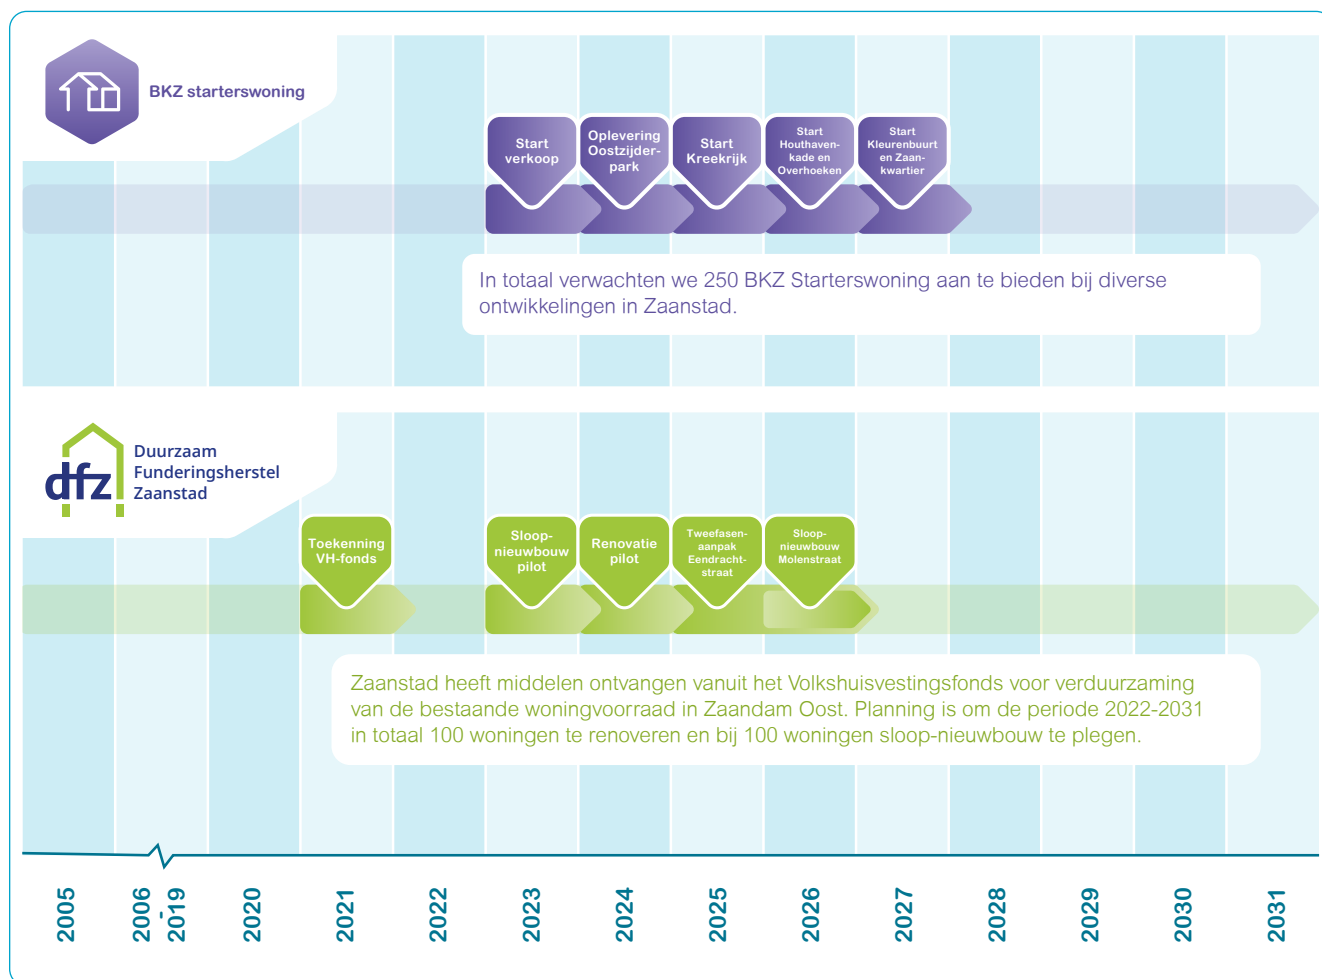 BKZ starterswoning
Start
verkoop
Oplevering
Oostzijder-
park
Start
Kreekrijk
Start
Houthaven-
kade en
Overhoeken
Start
Kleurenbuurt
en Zaan-
kwartier
In totaal verwachten we 250 BKZ Starterswoning aan te bieden bij diverse
ontwikkelingen in Zaanstad.
dfz
Duurzaam
Funderingsherstel
Zaanstad
Toekenning
VH-fonds
Sloop-
nieuwbouw
pilot
Renovatie
pilot
Tweefasen-
aanpak
Eendracht-
straat
Sloop-
nieuwbouw
Molenstraat
Zaanstad heeft middelen ontvangen vanuit het Volkshuisvestingsfonds voor verduurzaming
van de bestaande woningvoorraad in Zaandam Oost. Planning is om de periode 2022-2031
in totaal 100 woningen te renoveren en bij 100 woningen sloop-nieuwbouw te plegen.
2005
2006
-
2019
2020
2021
2022
2023
2024
2025
2026
2027
2028
2029
2030
2031